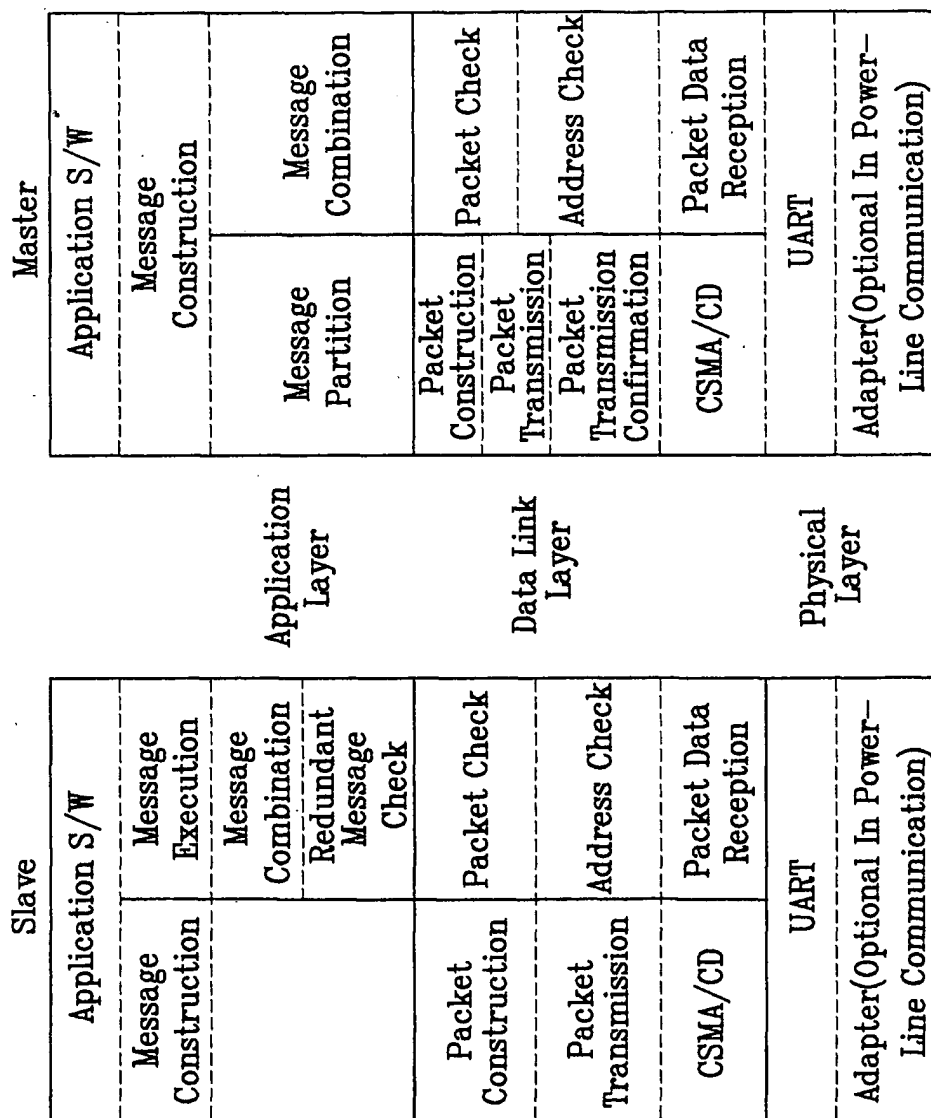 Slave
Application S/W
Message
Construction
Message
Execution
Message
Combination
Redundant
Message
Check
Packet
Construction
Packet Check
Packet
Transmission
Address Check
CSMA/CD
Packet Data
Reception
UART
Adapter(Optional In Power-
Line Communication)
Application
Layer
Data Link
Layer
Physical
Layer
Master
Application S/W
Message
Construction
Message
Partition
Message
Combination
Packet
Construction
Packet
Transmission
Packet
Transmission
Confirmation
Packet Check
Address Check
CSMA/CD
Packet Data
Reception
UART
Adapter(Optional In Power-
Line Communication)